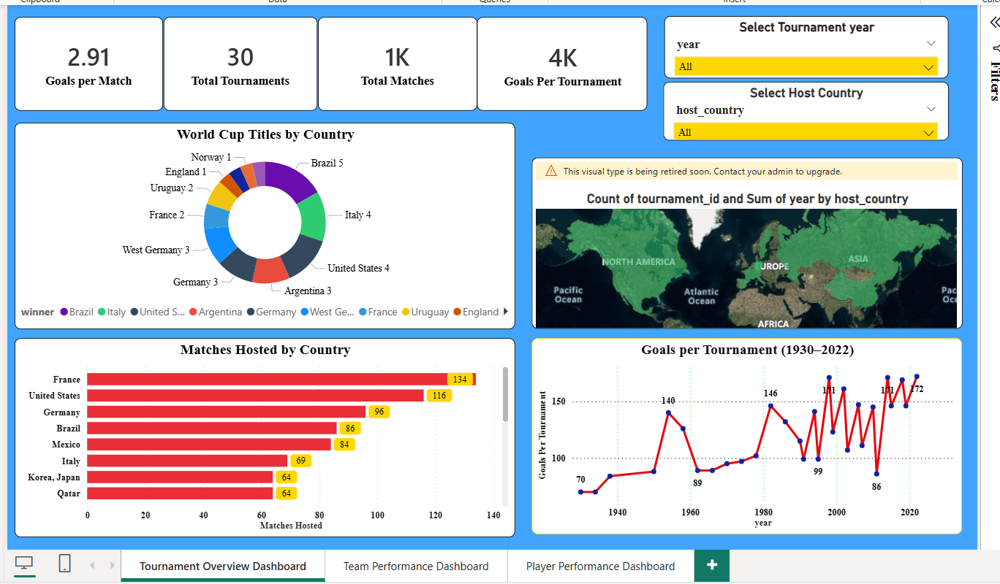 Clipboard
Data
Queries
Insert
2.91
Goals per Match
30
Total Tournaments
1K
Total Matches
4K
Goals Per Tournament
Select Tournament year
year
All
Select Host Country
host_country
All
Filters
World Cup Titles by Country
Norway 1
England 1
Uruguay 2
France 2
West Germany 3
Germany 3
Brazil 5
Italy 4
United States 4
Argentina 3
winner Brazil Italy United S... Argentina Germany West Ge... France Uruguay England
This visual type is being retired soon. Contact your admin to upgrade.
Count of tournament_id and Sum of year by host_country
NORTH AMERICA
EUROPE
ASIA
Pacific
Ocean
Atlantic
Ocean
Pac
Oc
AFRICA
Matches Hosted by Country
France 134
United States 116
Germany 96
Brazil 86
Mexico 84
Italy 69
Korea, Japan 64
Qatar 64
0 20 40 60 80 100 120 140
Matches Hosted
Goals per Tournament (1930–2022)
Goals Per Tournament
150
100
70
140
89
146
99
171
86
171
172
1940 1960 1980 2000 2020
year
Tournament Overview Dashboard
Team Performance Dashboard
Player Performance Dashboard
+